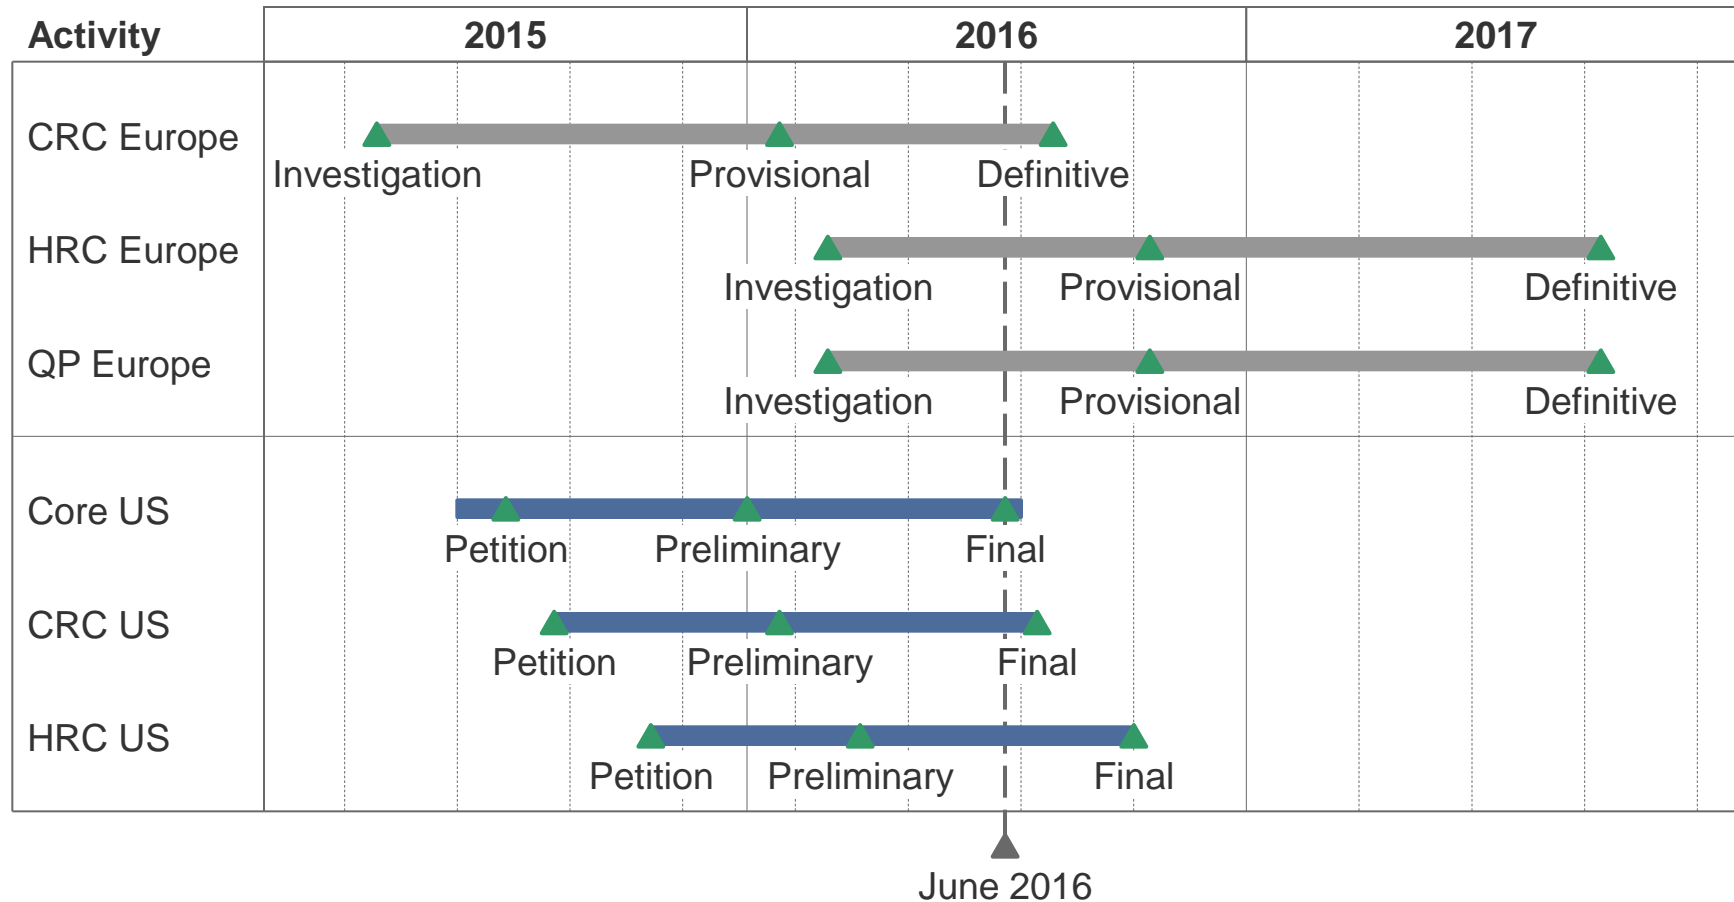 Activity 2015 2016 2017
CRC Europe
Investigation Provisional Definitive
HRC Europe
Investigation Provisional Definitive
QP Europe
Investigation Provisional Definitive
Core US
Petition Preliminary Final
CRC US
Petition Preliminary Final
HRC US
Petition Preliminary Final
June 2016